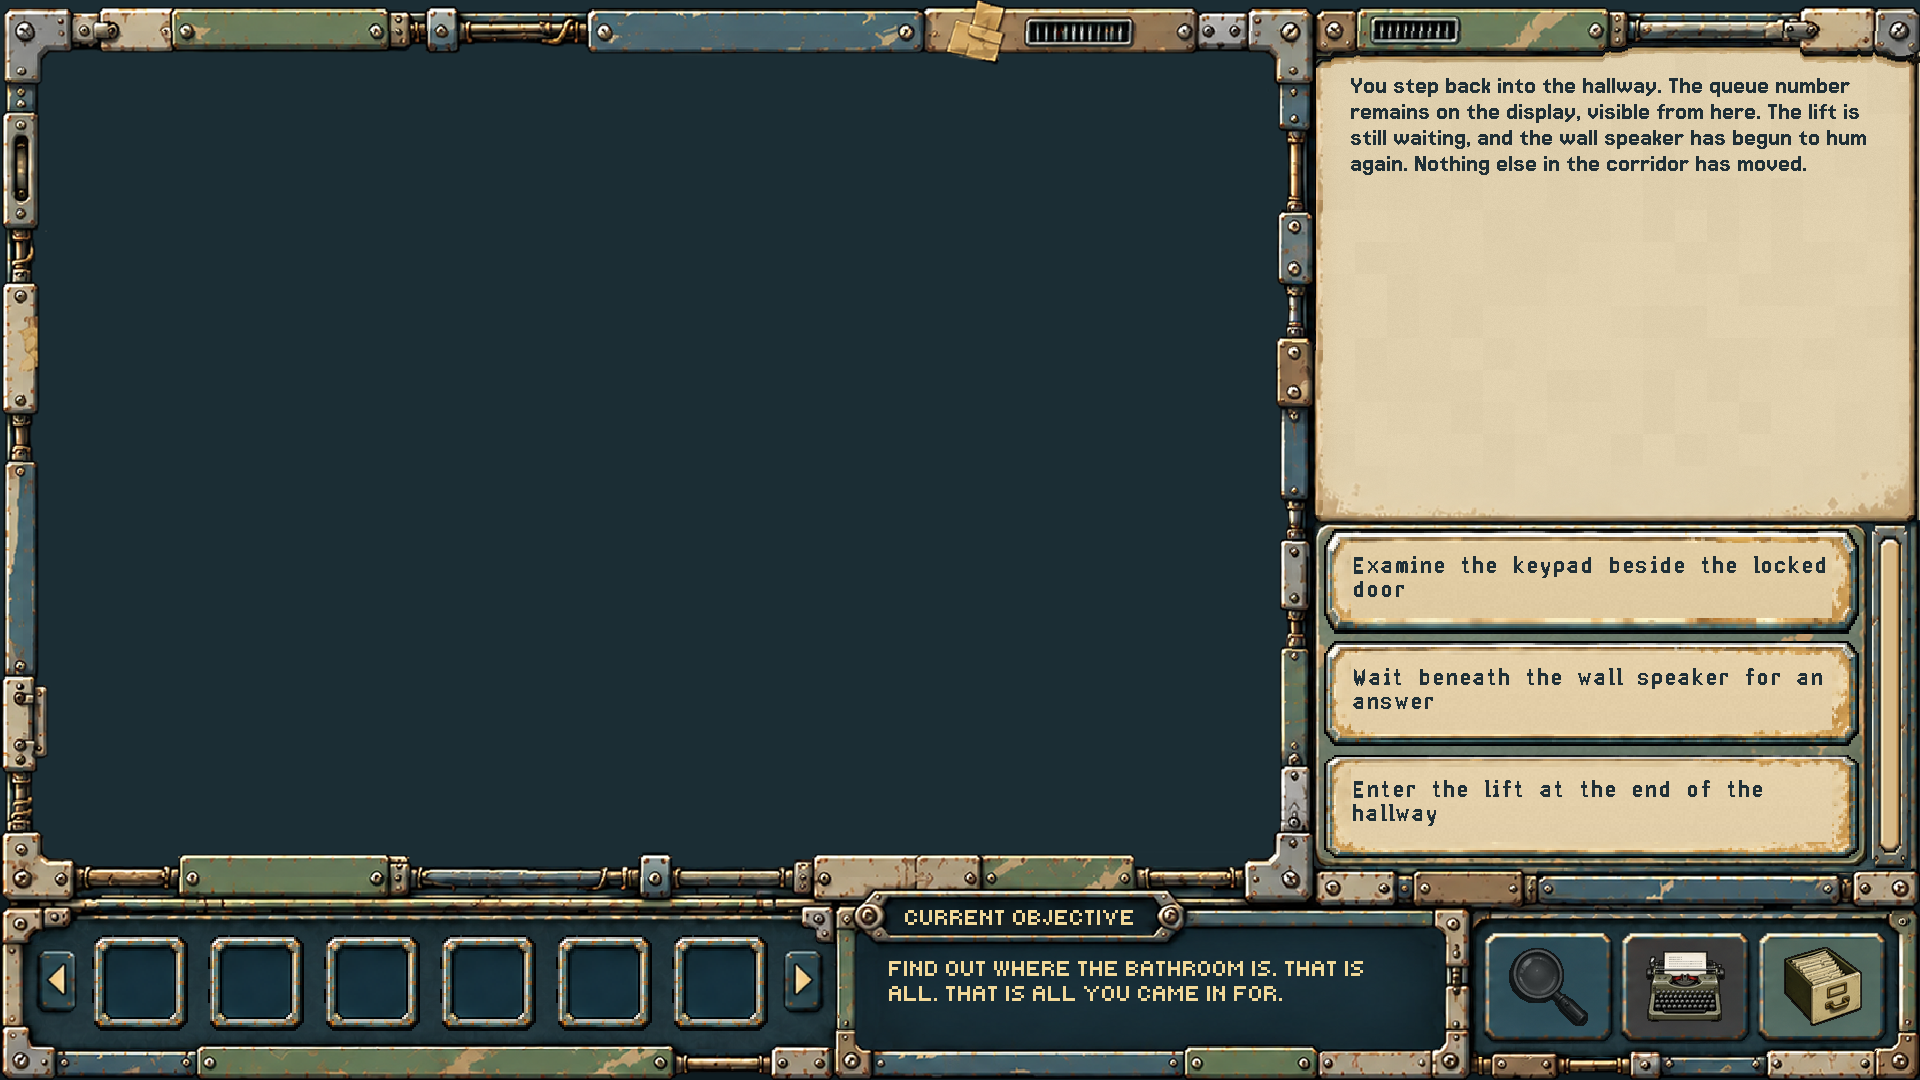 You step back into the hallway. The queue number
remains on the display, visible from here. The lift is
still waiting, and the wall speaker has begun to hum
again. Nothing else in the corridor has moved.
Examine the keypad beside the locked
door
Wait beneath the wall speaker for an
answer
Enter the lift at the end of the
hallway
CURRENT OBJECTIVE
FIND OUT WHERE THE BATHROOM IS. THAT IS
ALL. THAT IS ALL YOU CAME IN FOR.